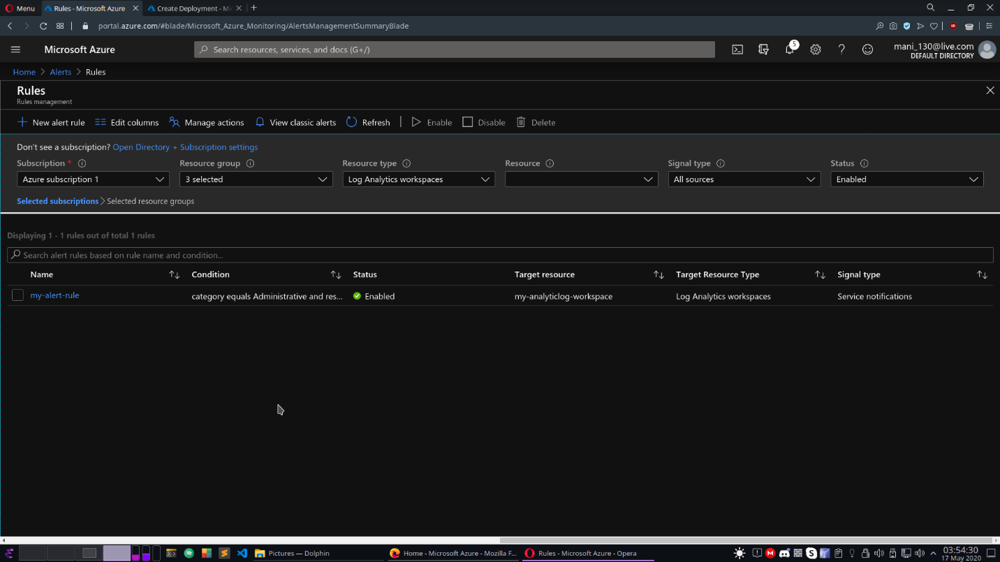 Menu
Rules - Microsoft Azure
Create Deployment - Mi
portal.azure.com/#blade/Microsoft_Azure_Monitoring/AlertsManagementSummaryBlade
Microsoft Azure
Search resources, services, and docs (G+/)
5
mani_130@live.com
DEFAULT DIRECTORY
Home > Alerts > Rules
Rules
Rules management
New alert rule
Edit columns
Manage actions
View classic alerts
Refresh
Enable
Disable
Delete
Don't see a subscription? Open Directory + Subscription settings
Subscription *
Resource group
Resource type
Resource
Signal type
Status
Azure subscription 1
3 selected
Log Analytics workspaces
All sources
Enabled
Selected subscriptions > Selected resource groups
Displaying 1 - 1 rules out of total 1 rules
Search alert rules based on rule name and condition...
Name
Condition
Status
Target resource
Target Resource Type
Signal type
my-alert-rule
category equals Administrative and res...
Enabled
my-analyticlog-workspace
Log Analytics workspaces
Service notifications
Pictures — Dolphin
Home - Microsoft Azure - Mozilla F...
Rules - Microsoft Azure - Opera
03:54:30
17 May 2020